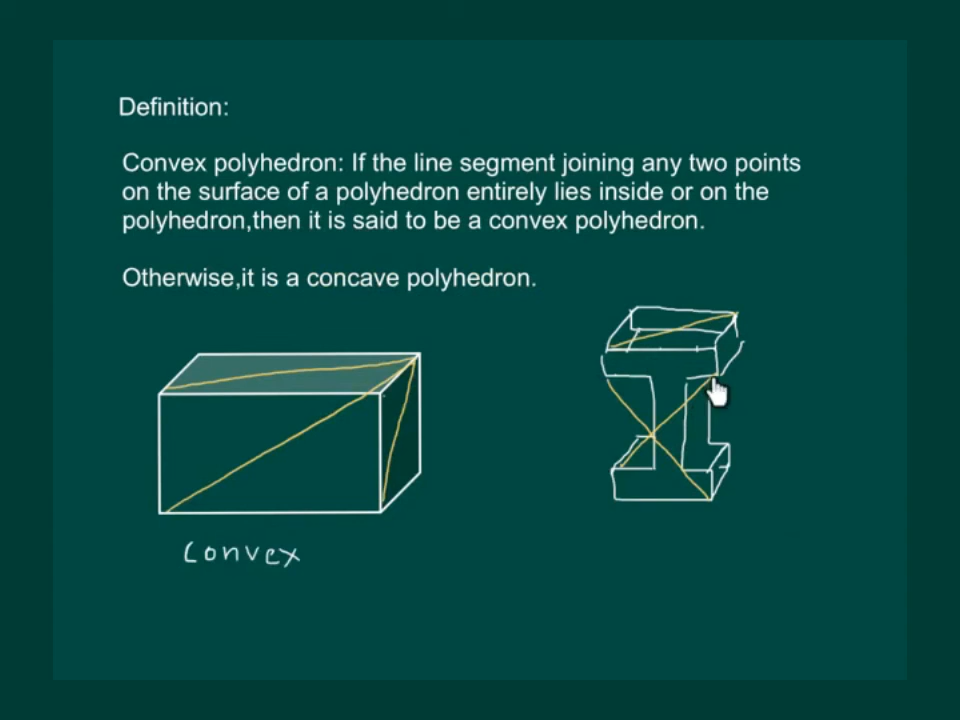 Definition:
Convex polyhedron: If the line segment joining any two points
on the surface of a polyhedron entirely lies inside or on the
polyhedron,then it is said to be a convex polyhedron.
Otherwise,it is a concave polyhedron.
Convex